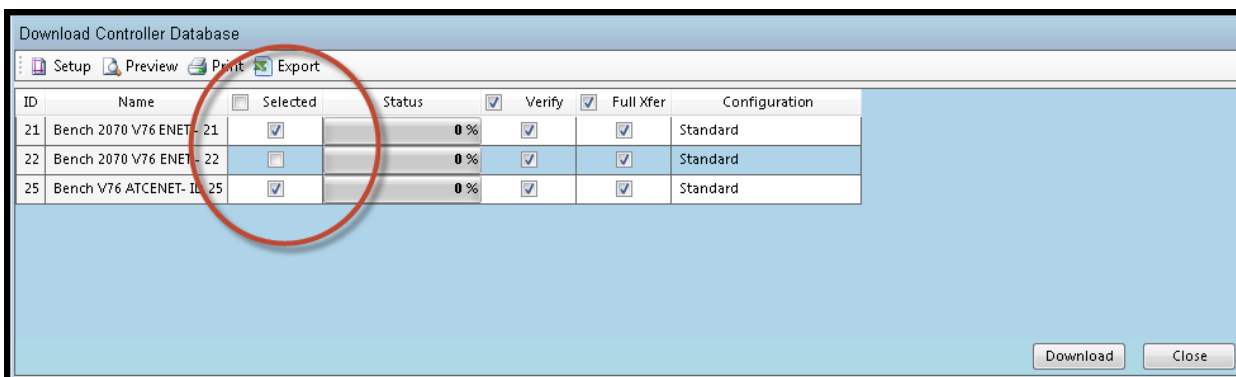 Download Controller Database
Setup Preview Print Export
ID Name Selected Status Verify Full Xfer Configuration
21 Bench 2070 V76 ENET - 21 0 % Standard
22 Bench 2070 V76 ENET - 22 0 % Standard
25 Bench V76 ATCENET- ID 25 0 % Standard
Download Close